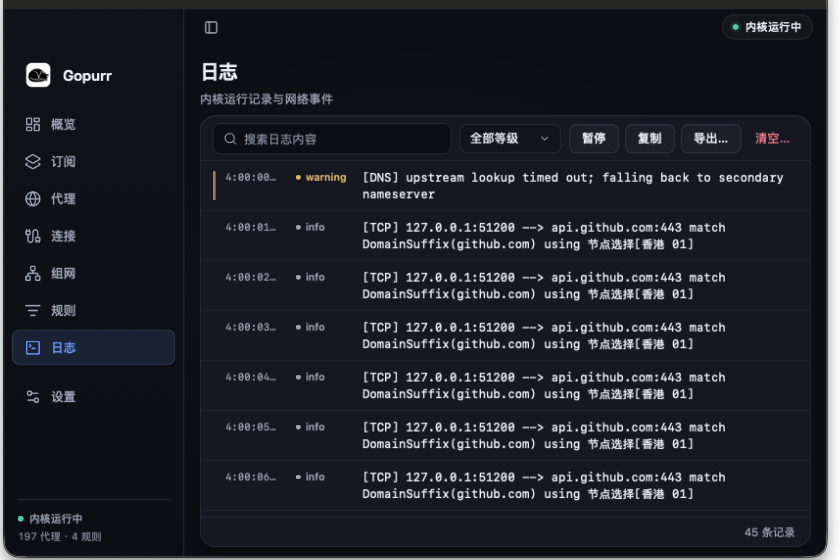 内核运行中
Gopurr
概览
订阅
代理
连接
组网
规则
日志
设置
内核运行中
197 代理 · 4 规则
日志
内核运行记录与网络事件
搜索日志内容
全部等级
暂停
复制
导出...
清空...
4:00:00… warning [DNS] upstream lookup timed out; falling back to secondary
nameserver
4:00:01… info [TCP] 127.0.0.1:51200 --> api.github.com:443 match
DomainSuffix(github.com) using 节点选择[香港 01]
4:00:02… info [TCP] 127.0.0.1:51200 --> api.github.com:443 match
DomainSuffix(github.com) using 节点选择[香港 01]
4:00:03… info [TCP] 127.0.0.1:51200 --> api.github.com:443 match
DomainSuffix(github.com) using 节点选择[香港 01]
4:00:04… info [TCP] 127.0.0.1:51200 --> api.github.com:443 match
DomainSuffix(github.com) using 节点选择[香港 01]
4:00:05… info [TCP] 127.0.0.1:51200 --> api.github.com:443 match
DomainSuffix(github.com) using 节点选择[香港 01]
4:00:06… info [TCP] 127.0.0.1:51200 --> api.github.com:443 match
DomainSuffix(github.com) using 节点选择[香港 01]
45 条记录